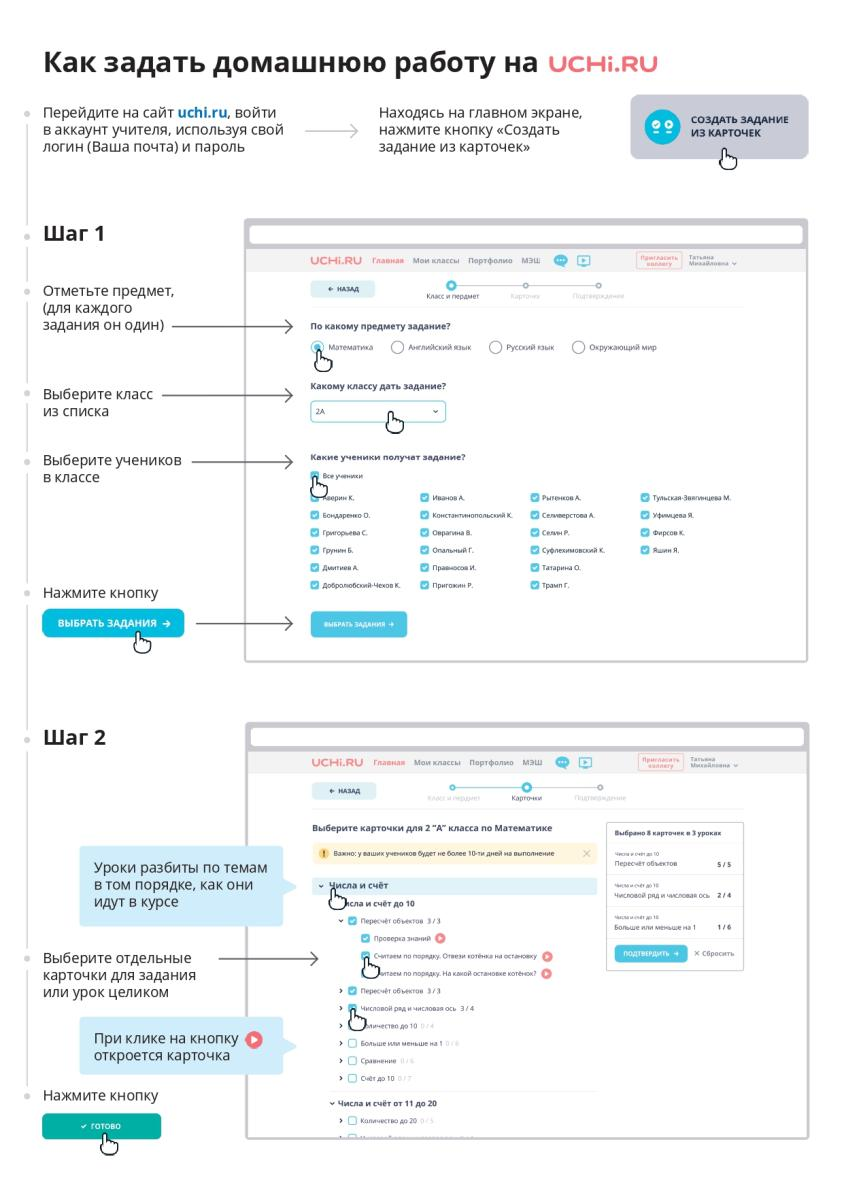 Как задать домашнюю работу на UCHi.RU
Перейдите на сайт uchi.ru, войти
в аккаунт учителя, используя свой
логин (Ваша почта) и пароль
Находясь на главном экране,
нажмите кнопку «Создать
задание из карточек»
СОЗДАТЬ ЗАДАНИЕ
ИЗ КАРТОЧЕК
Шаг 1
Отметьте предмет,
(для каждого
задания он один)
Выберите класс
из списка
Выберите учеников
в классе
Нажмите кнопку
ВЫБРАТЬ ЗАДАНИЯ →
UCHi.RU Главная Мои классы Портфолио МЭШ
Пригласить
коллегу
Татьяна
Михайловна
← НАЗАД
Класс и пердмет Карточки Подтверждение
По какому предмету задание?
Математика Английский язык Русский язык Окружающий мир
Какому классу дать задание?
2А
Какие ученики получат задание?
Все ученики
Аверин К. Иванов А. Рытенков А. Тульская-Звягинцева М.
Бондаренко О. Константинопольский К. Селиверстова А. Уфимцева Я.
Григорьева С. Оврагина В. Селин Р. Фирсов К.
Грунин Б. Опальный Г. Суфлехимовский К. Яшин Я.
Дмитиев А. Правносов И. Татарина О.
Добролюбский-Чехов К. Пригожин Р. Трамп Г.
ВЫБРАТЬ ЗАДАНИЯ →
Шаг 2
Уроки разбиты по темам
в том порядке, как они
идут в курсе
Выберите отдельные
карточки для задания
или урок целиком
При клике на кнопку
откроется карточка
Нажмите кнопку
ГОТОВО
UCHi.RU Главная Мои классы Портфолио МЭШ
Пригласить
коллегу
Татьяна
Михайловна
← НАЗАД
Класс и пердмет Карточки Подтверждение
Выберите карточки для 2 “А” класса по Математике
Важно: у ваших учеников будет не более 10-ти дней на выполнение
Числа и счёт
Числа и счёт до 10
Пересчёт объектов 3 / 3
Проверка знаний
Считаем по порядку. Отвези котёнка на остановку
Считаем по порядку. На какой остановке котёнок?
Пересчёт объектов 3 / 3
Числовой ряд и числовая ось 3 / 4
Количество до 10 0 / 4
Больше или меньше на 1 0 / 6
Сравнение 0 / 6
Счёт до 10 0 / 7
Числа и счёт от 11 до 20
Количество до 20 0 / 5
Выбрано 8 карточек в 3 уроках
Числа и счёт до 10
Пересчёт объектов 5 / 5
Числа и счёт до 10
Числовой ряд и числовая ось 2 / 4
Числа и счёт до 10
Больше или меньше на 1 1 / 6
ПОДТВЕРДИТЬ → × Сбросить